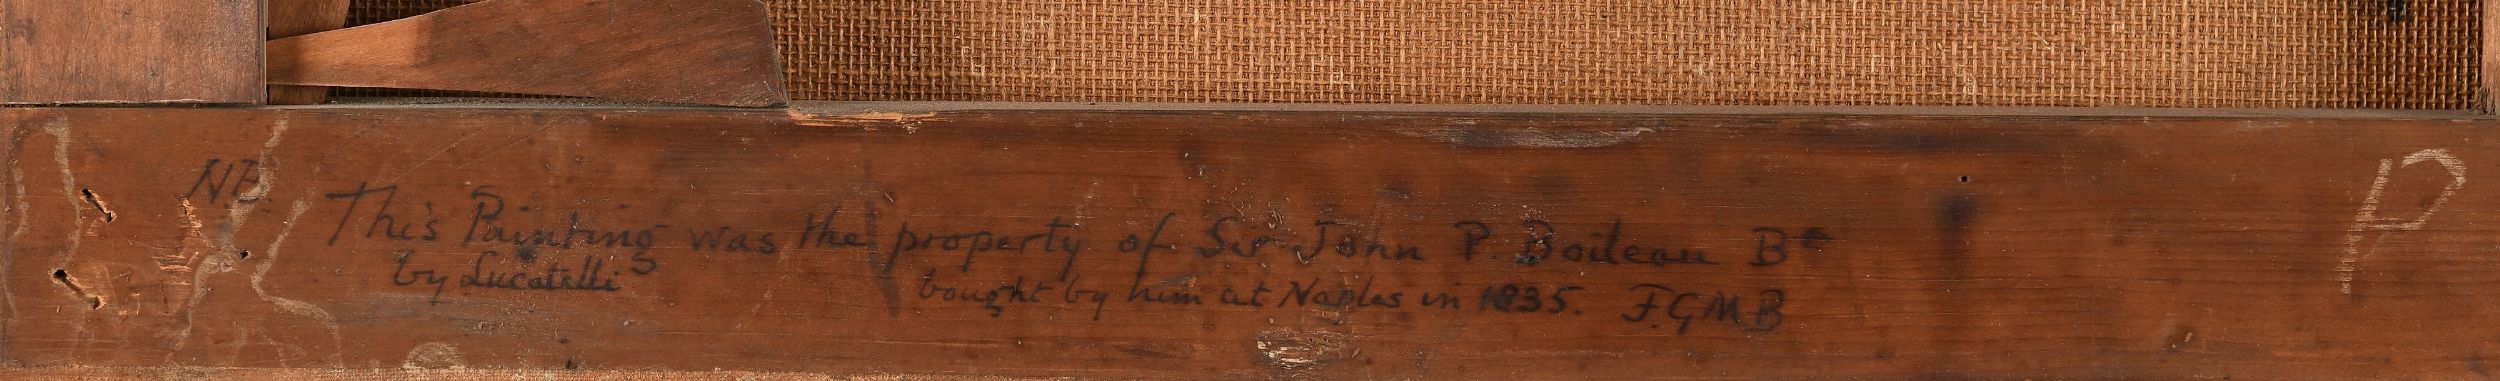 N.B.
This Painting was the property of Sir John P. Boileau Bt
by Lucatelli bought by him at Naples in 1835. F.G.M.B
P